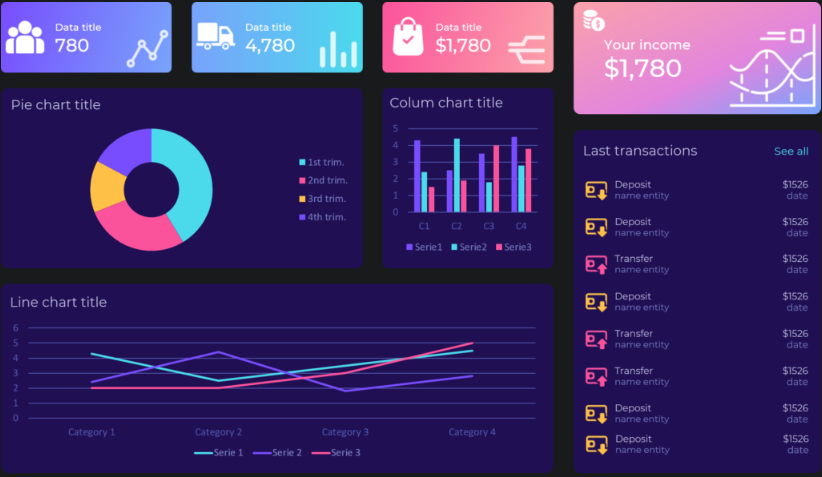 Data title
780
Data title
4,780
Data title
$1,780
Your income
$1,780
Pie chart title
1st trim.
2nd trim.
3rd trim.
4th trim.
Colum chart title
5
4
3
2
1
0
C1 C2 C3 C4
Serie1 Serie2 Serie3
Line chart title
6
5
4
3
2
1
0
Category 1 Category 2 Category 3 Category 4
Serie 1 Serie 2 Serie 3
Last transactions See all
Deposit $1526
name entity date
Deposit $1526
name entity date
Transfer $1526
name entity date
Deposit $1526
name entity date
Transfer $1526
name entity date
Transfer $1526
name entity date
Deposit $1526
name entity date
Deposit $1526
name entity date